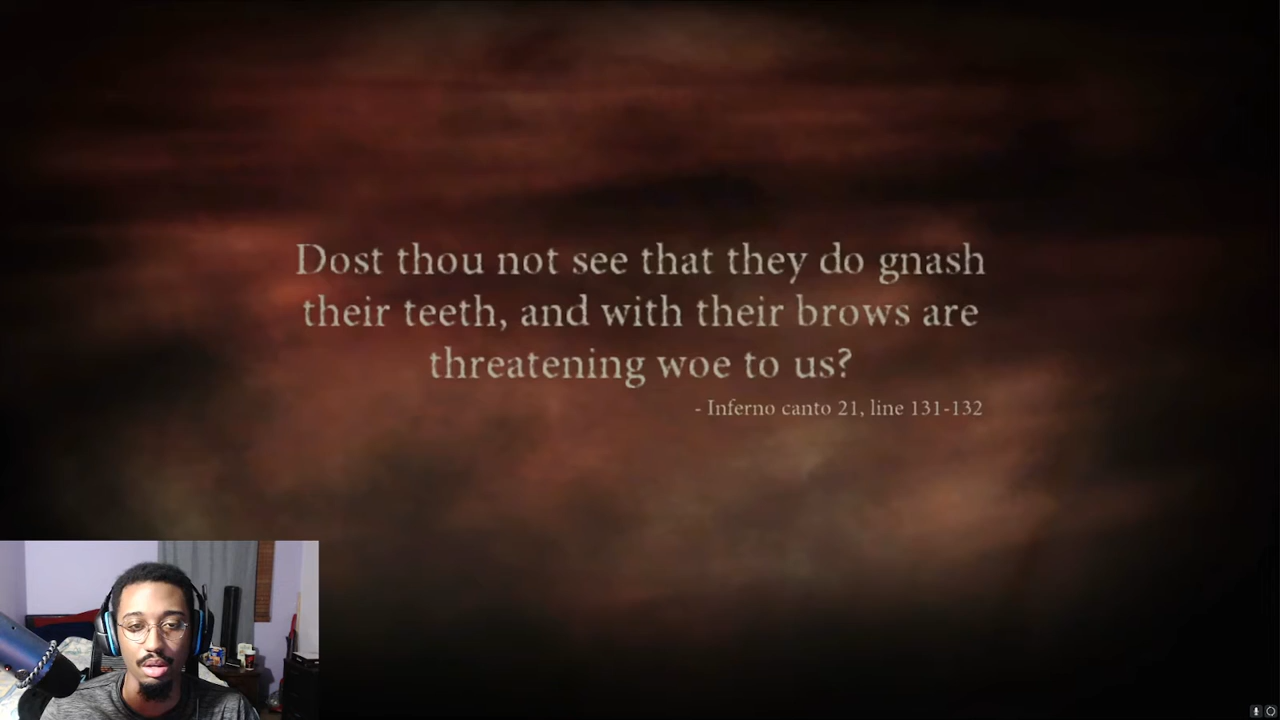 Dost thou not see that they do gnash
their teeth, and with their brows are
threatening woe to us?
- Inferno canto 21, line 131-132